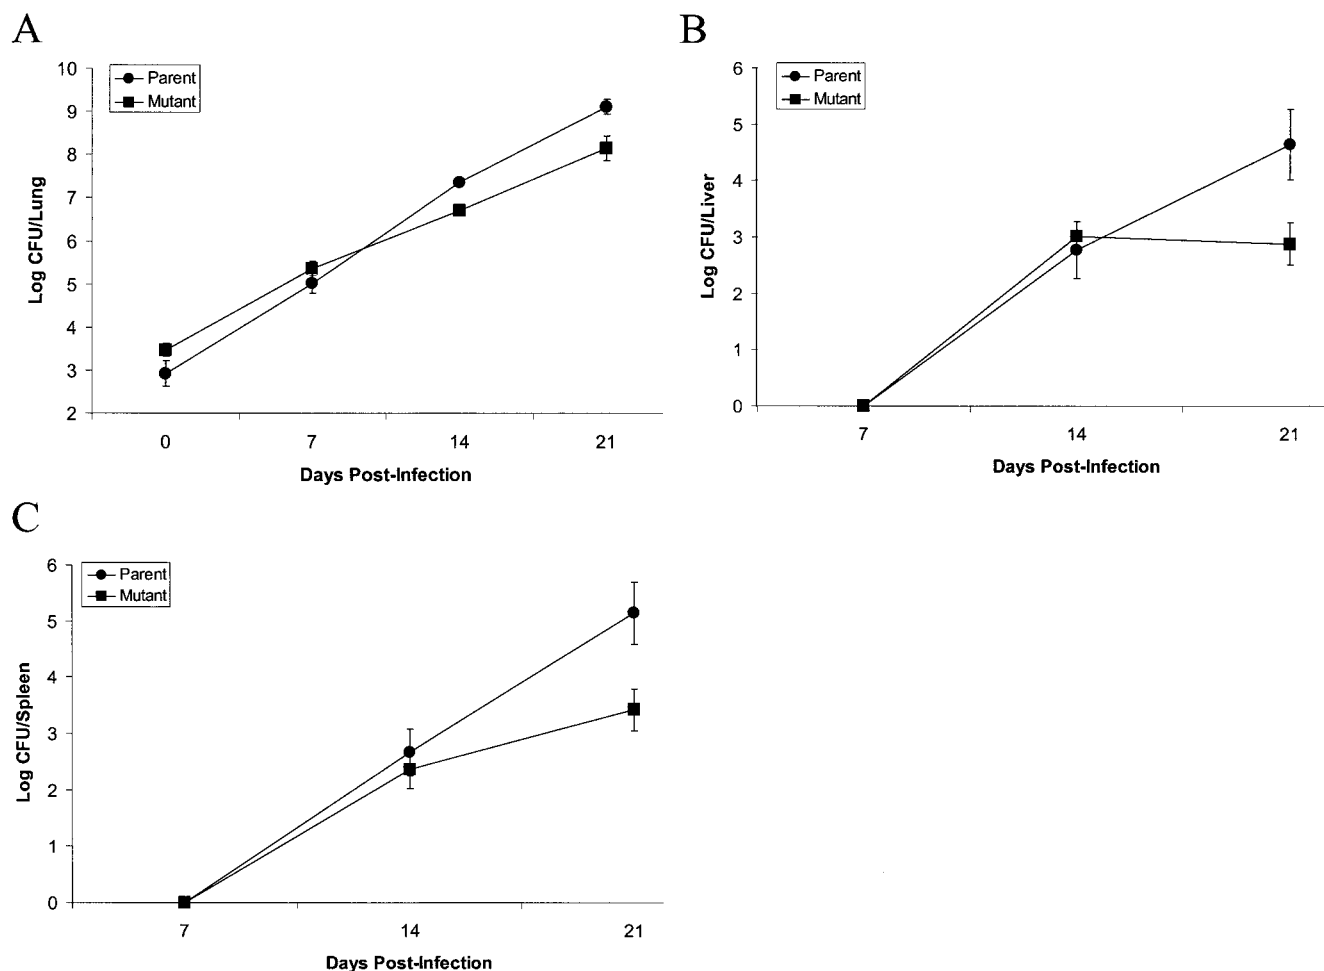 A
Parent
Mutant
Log CFU/Lung
10
9
8
7
6
5
4
3
2
0 7 14 21
Days Post-Infection
B
Parent
Mutant
Log CFU/Liver
6
5
4
3
2
1
0
7 14 21
Days Post-Infection
C
Parent
Mutant
Log CFU/Spleen
6
5
4
3
2
1
0
7 14 21
Days Post-Infection